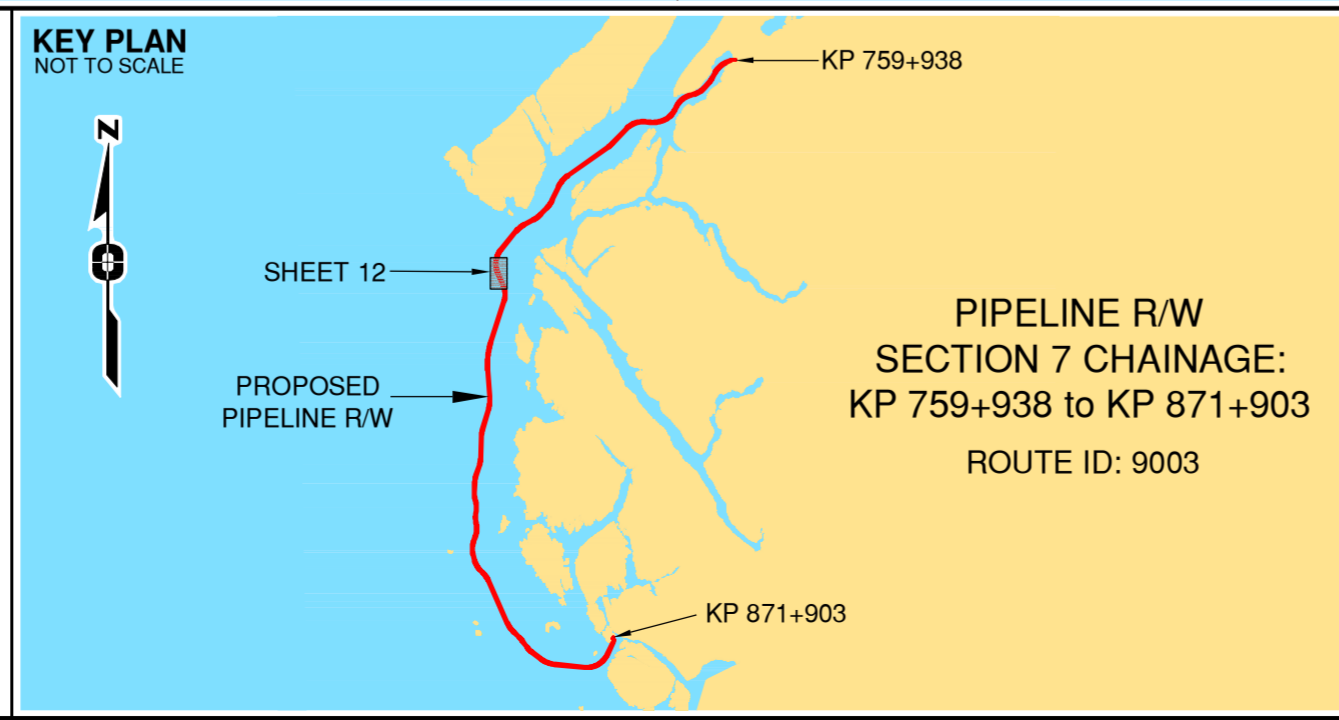 KEY PLAN
NOT TO SCALE
N
KP 759+938
SHEET 12
PROPOSED
PIPELINE R/W
PIPELINE R/W
SECTION 7 CHAINAGE:
KP 759+938 to KP 871+903
ROUTE ID: 9003
KP 871+903